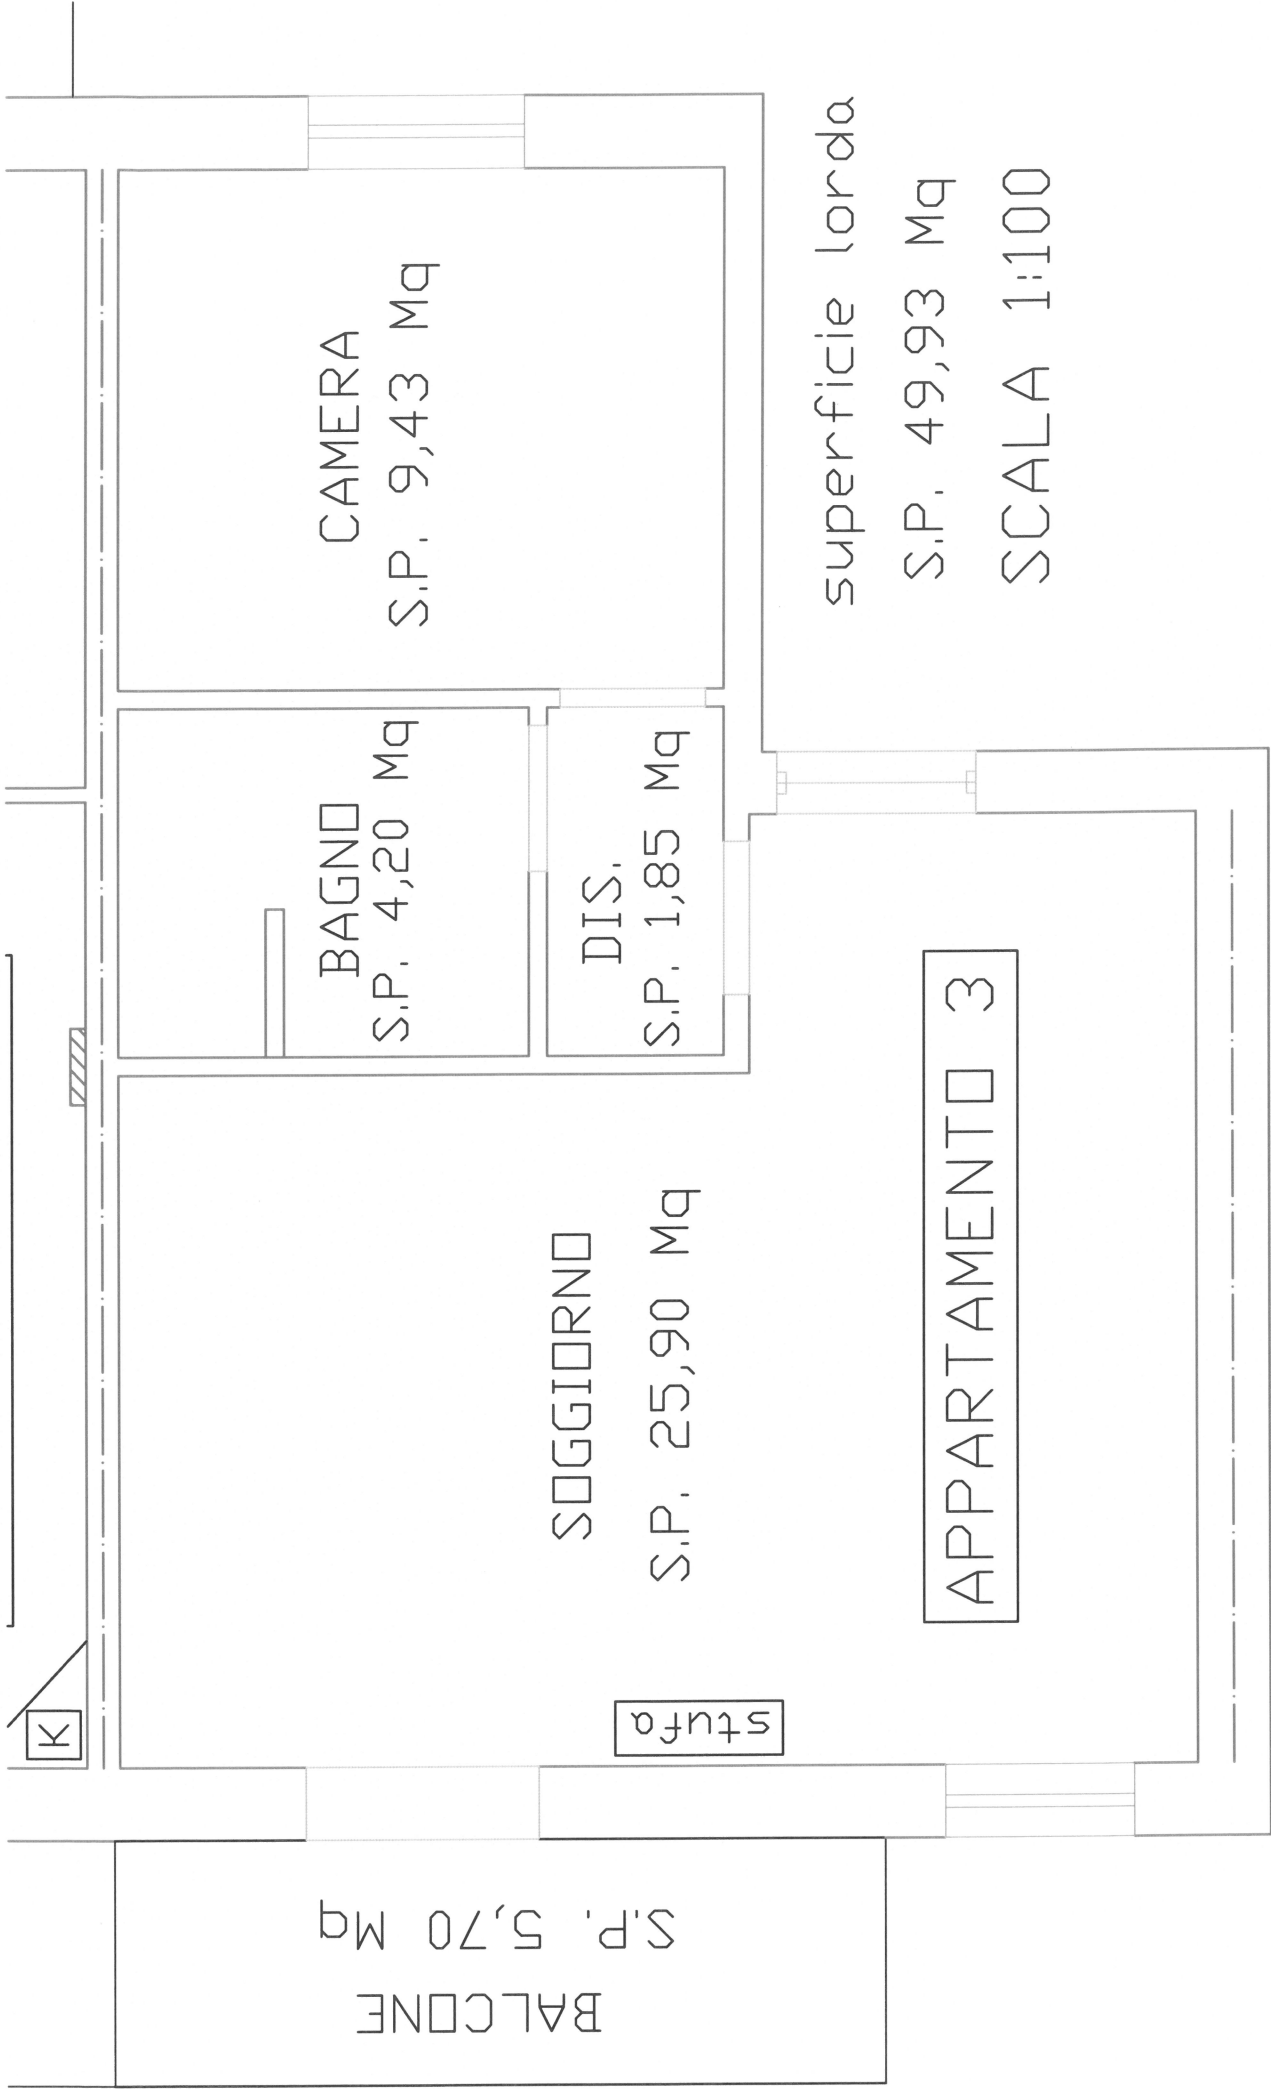 CAMERA
S.P. 9,43 Mq
superficie lorda
S.P. 49,93 Mq
SCALA 1:100
BAGNO
S.P. 4,20 Mq
DIS.
S.P. 1,85 Mq
SOGGIORNO
S.P. 25,90 Mq
APPARTAMENTO 3
K
stufa
BALCONE
S.P. 5,70 Mq